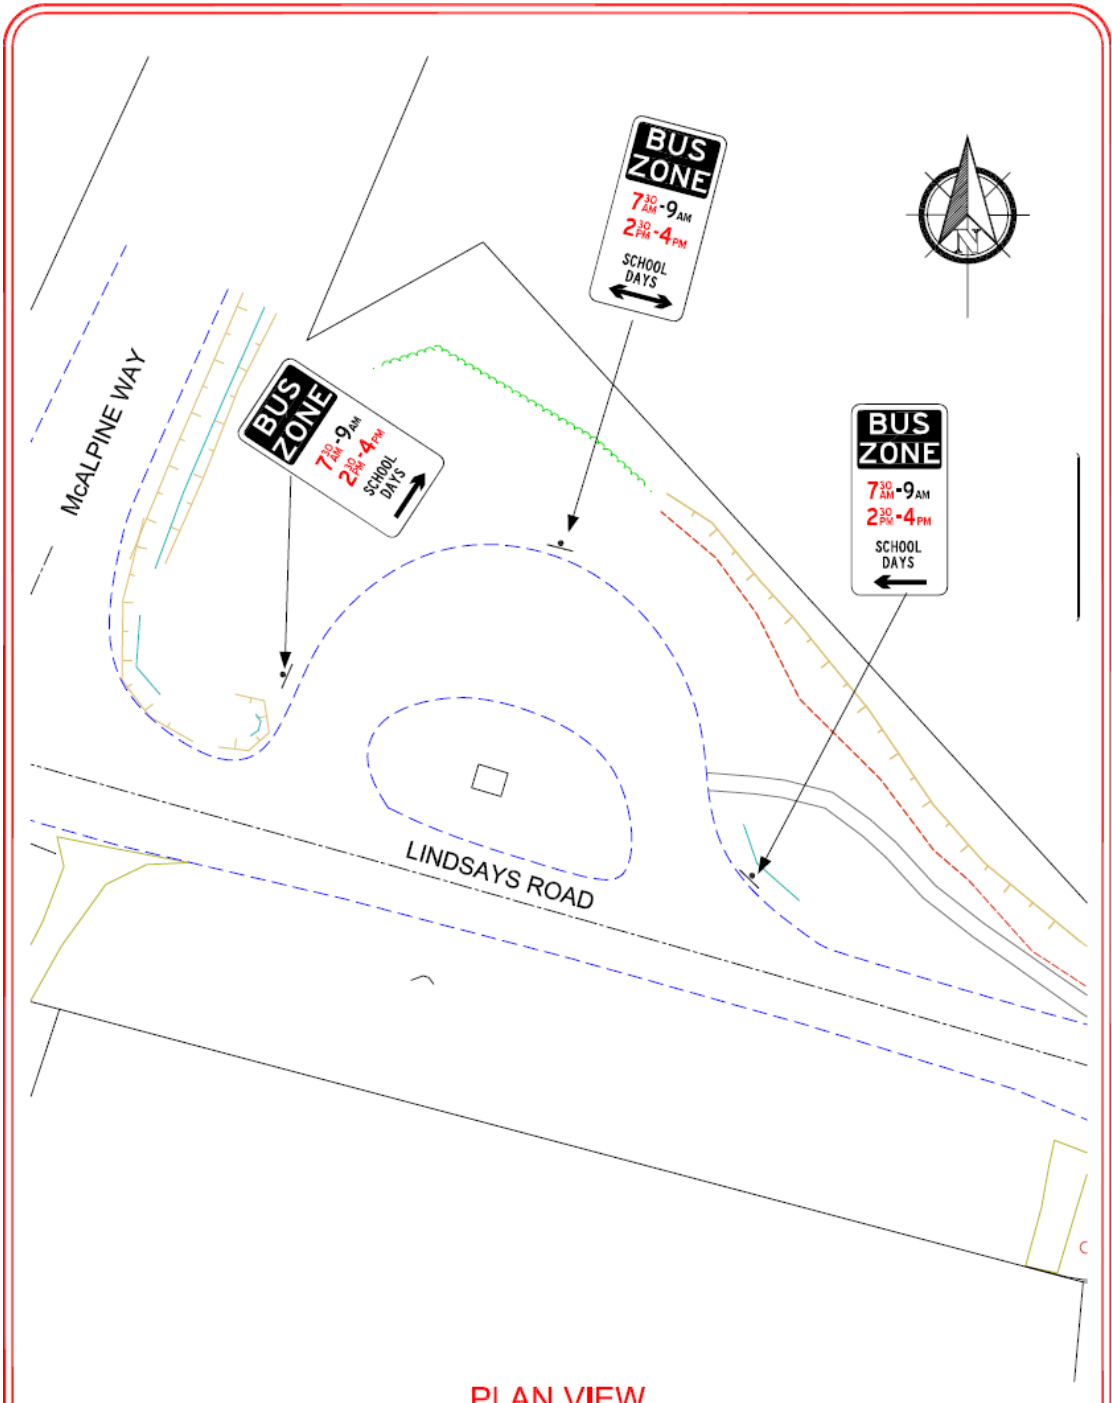 BUS
ZONE
7 30 AM - 9 AM
2 30 PM - 4 PM
SCHOOL
DAYS
N
McALPINE WAY
BUS
ZONE
7 30 AM - 9 AM
2 30 PM - 4 PM
SCHOOL
DAYS
BUS
ZONE
7 30 AM - 9 AM
2 30 PM - 4 PM
SCHOOL
DAYS
LINDSAYS ROAD
PLAN VIEW